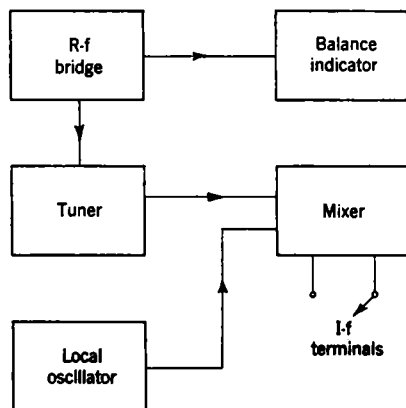 R-f
bridge
Balance
indicator
Tuner
Mixer
I-f
terminals
Local
oscillator